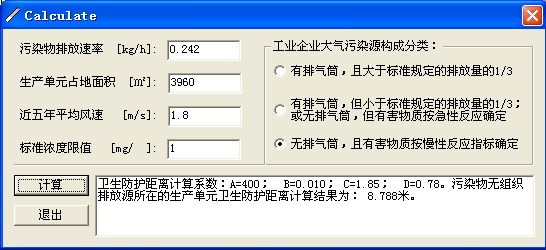 Calculate
污染物排放速率 [kg/h]: 0.242
生产单元占地面积 [㎡]: 3960
近五年平均风速 [m/s]: 1.8
标准浓度限值 [mg/ ]: 1
工业企业大气污染源构成分类:
有排气筒,且大于标准规定的排放量的1/3
有排气筒,但小于标准规定的排放量的1/3;
或无排气筒,但有害物质按急性反应确定
无排气筒,且有害物质按慢性反应指标确定
计算
退出
卫生防护距离计算系数:A=400; B=0.010; C=1.85; D=0.78。污染物无组织
排放源所在的生产单元卫生防护距离计算结果为: 8.788米。